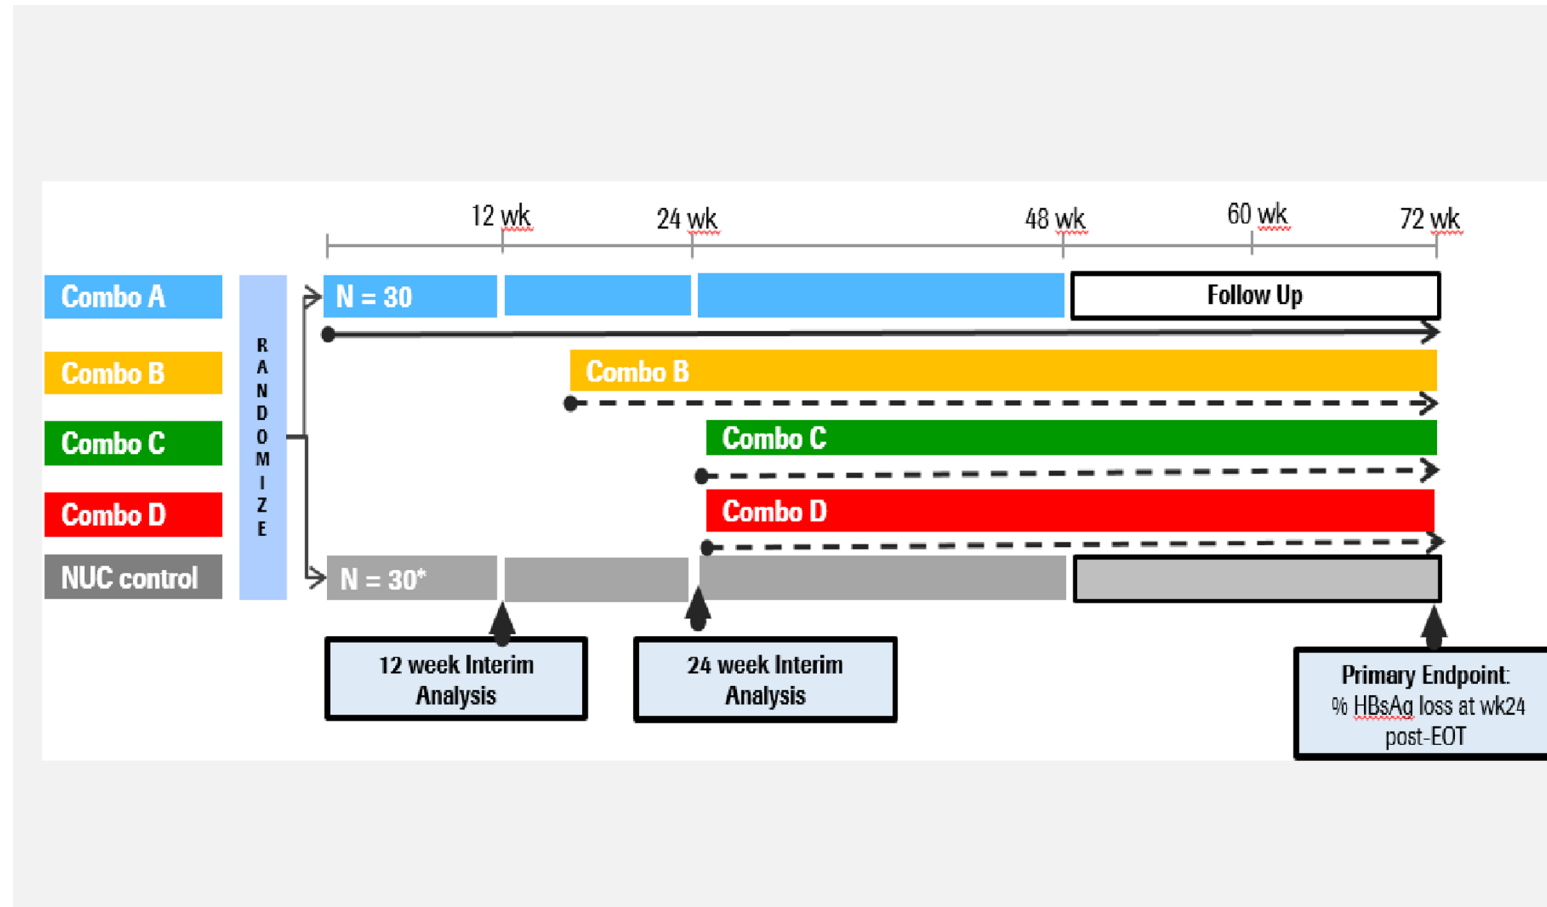 12 wk
24 wk
48 wk
60 wk
72 wk
Combo A
N = 30
Follow Up
Combo B
Combo B
Combo C
Combo C
Combo D
Combo D
NUC control
N = 30*
R
A
N
D
O
M
I
Z
E
12 week Interim
Analysis
24 week Interim
Analysis
Primary Endpoint:
% HBsAg loss at wk24
post-EOT